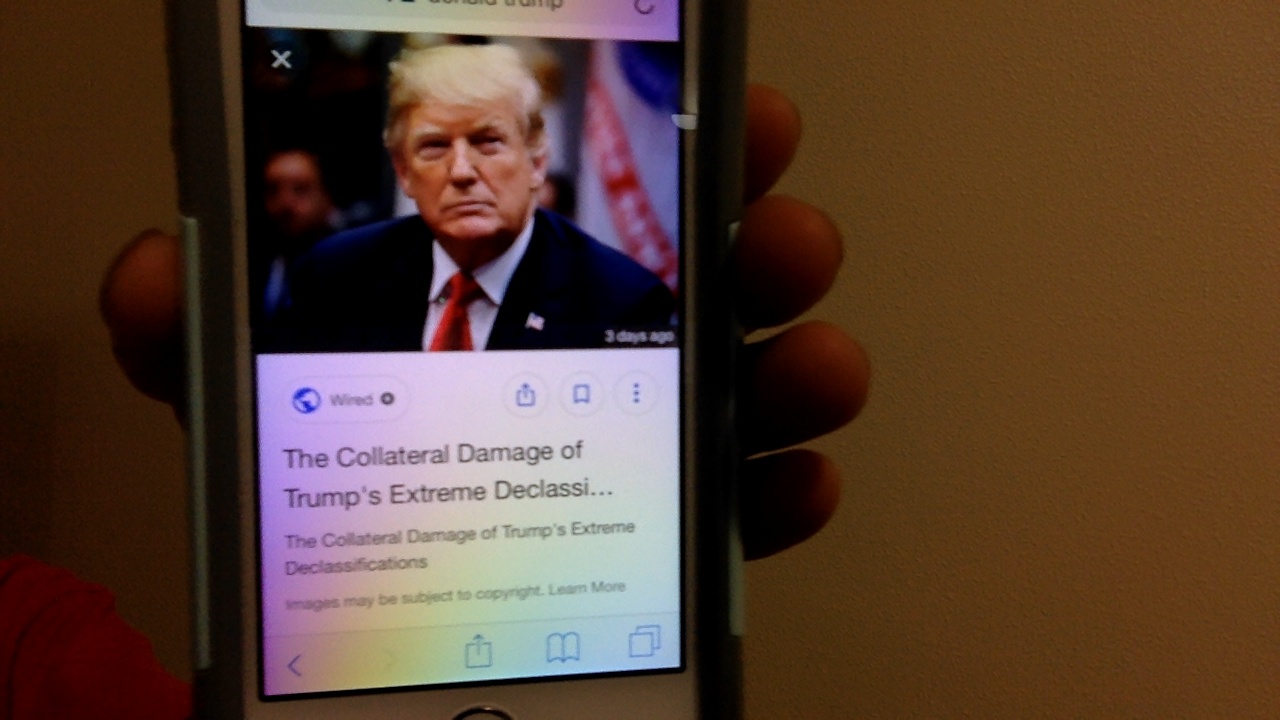 donald trump
3 days ago
Wired
The Collateral Damage of
Trump's Extreme Declassi...
The Collateral Damage of Trump's Extreme
Declassifications
Images may be subject to copyright. Learn More